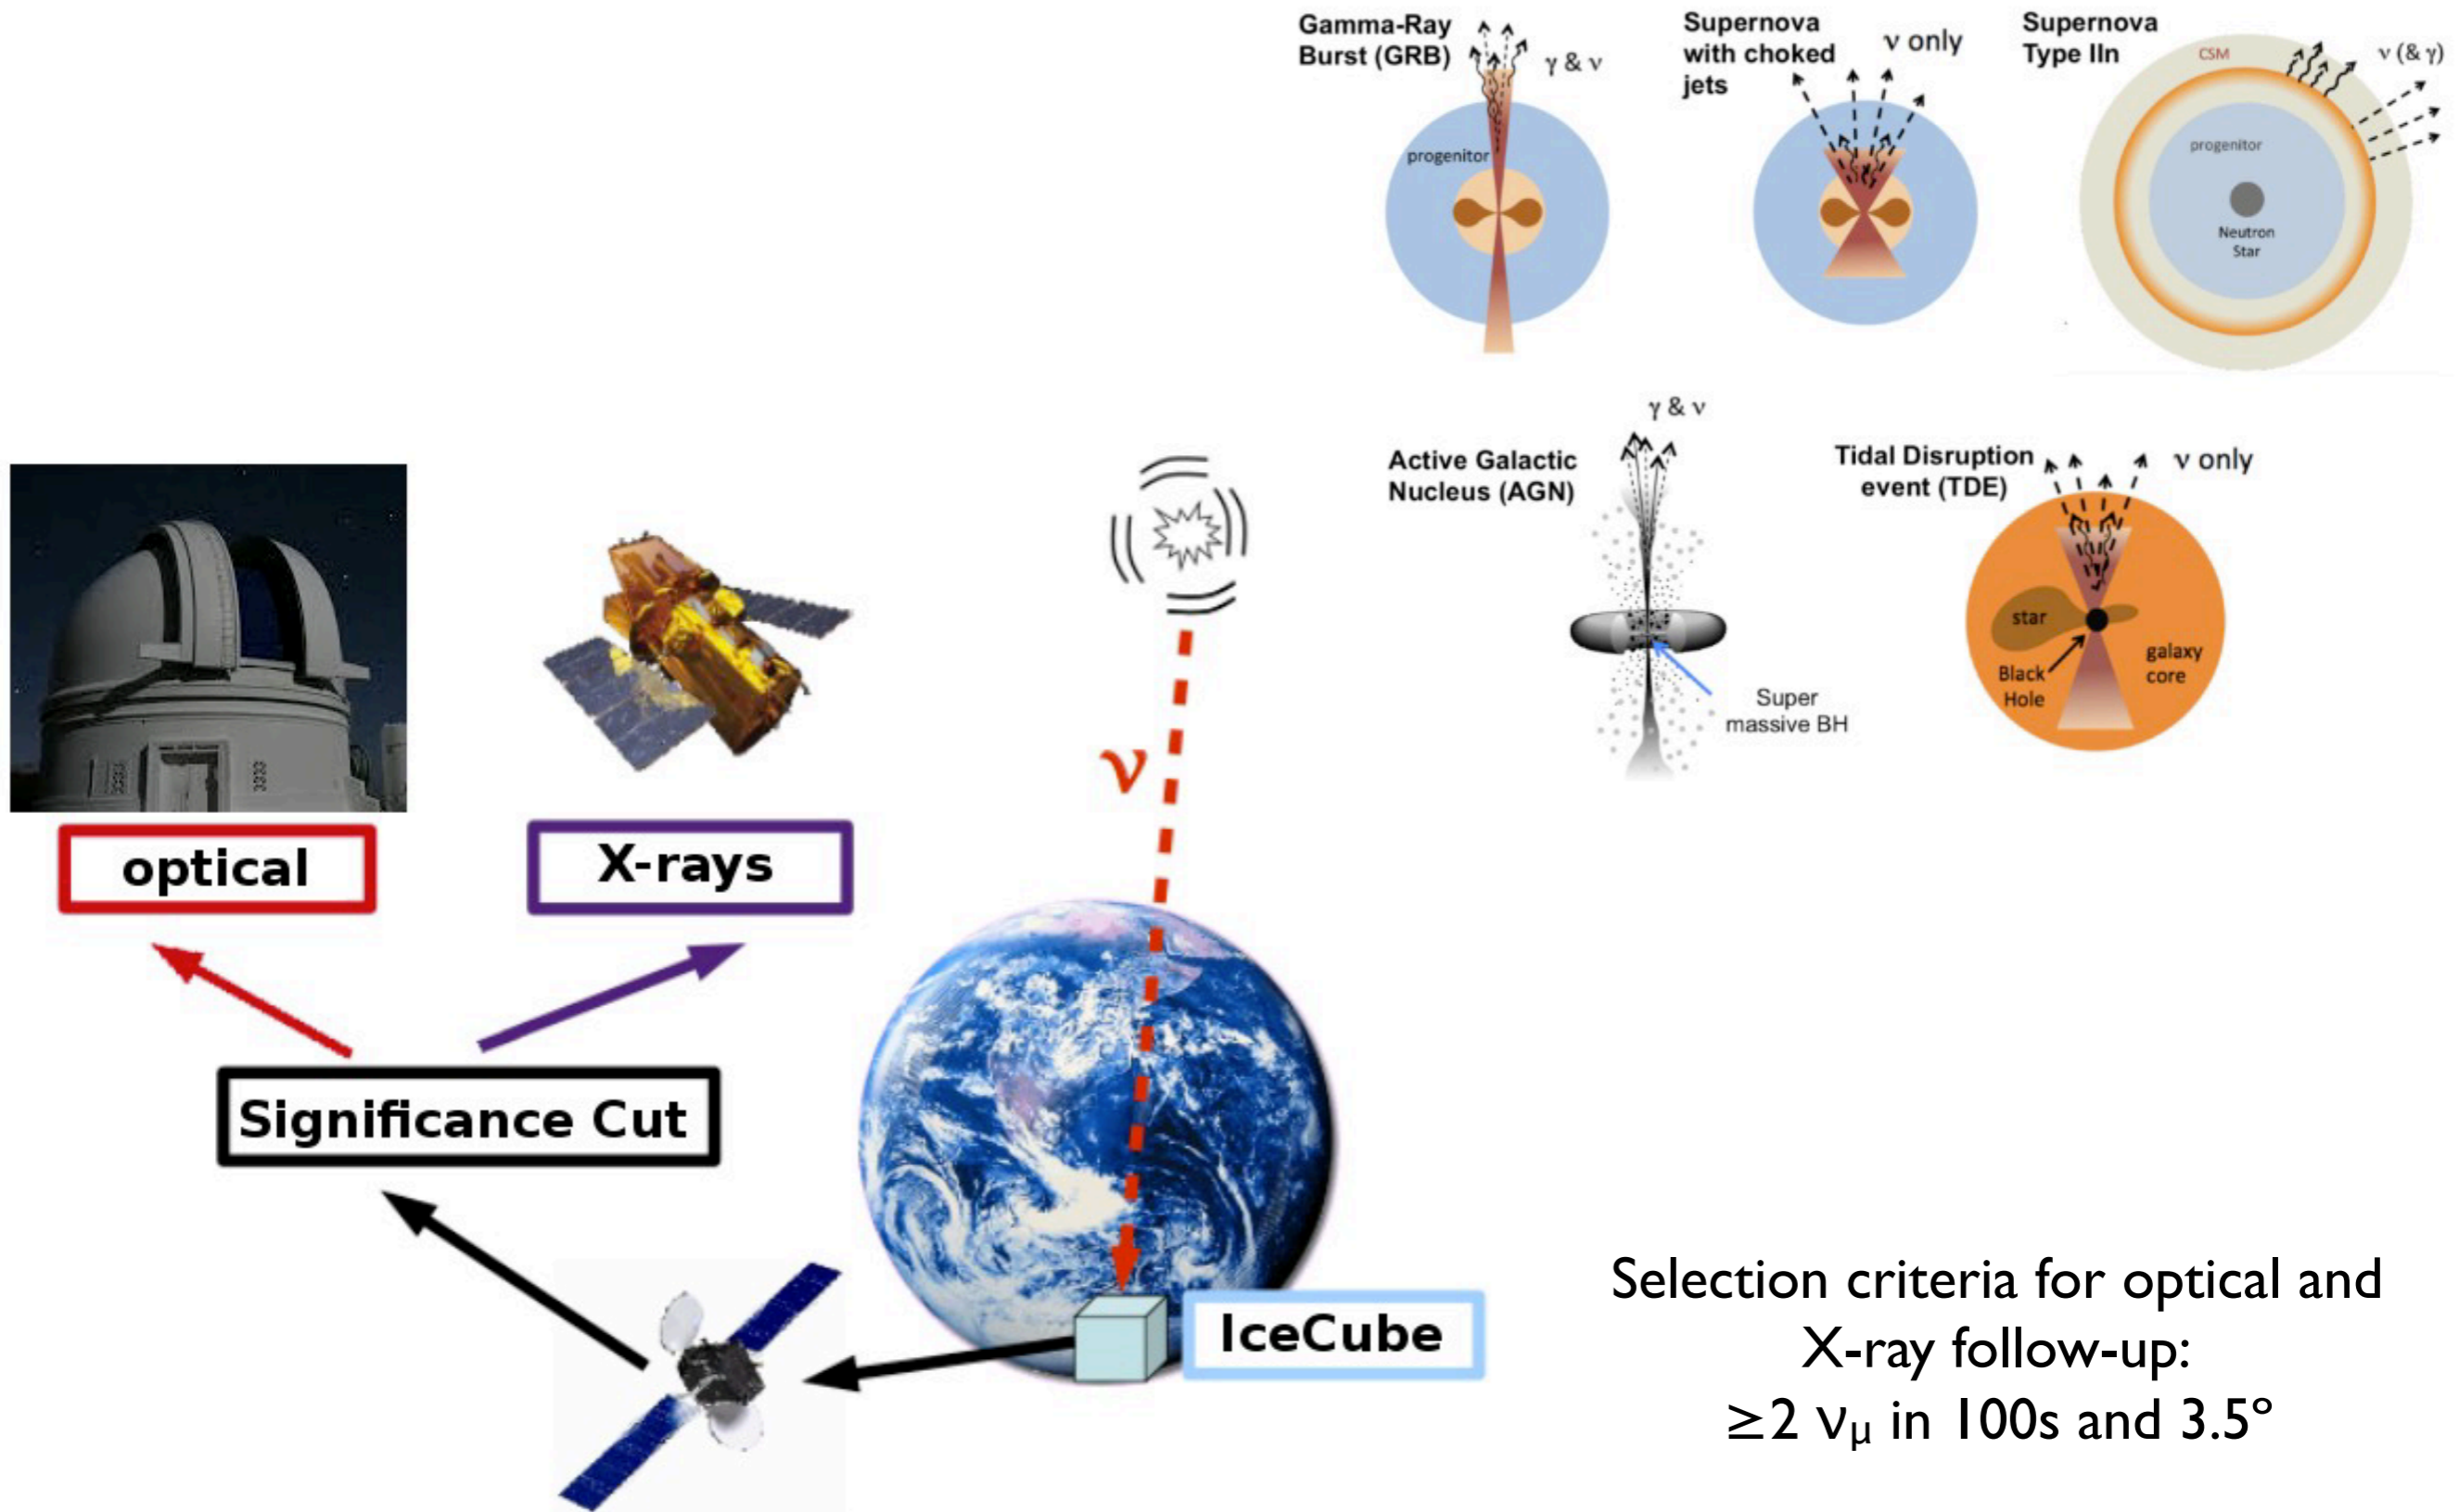 Gamma-Ray
Burst (GRB)
γ & ν
progenitor
Supernova
with choked
jets
ν only
Supernova
Type IIn
CSM
ν (& γ)
progenitor
Neutron
Star
Active Galactic
Nucleus (AGN)
γ & ν
Super
massive BH
Tidal Disruption
event (TDE)
ν only
star
Black
Hole
galaxy
core
ν
optical
X-rays
Significance Cut
IceCube
Selection criteria for optical and
X-ray follow-up:
≥2 νμ in 100s and 3.5º